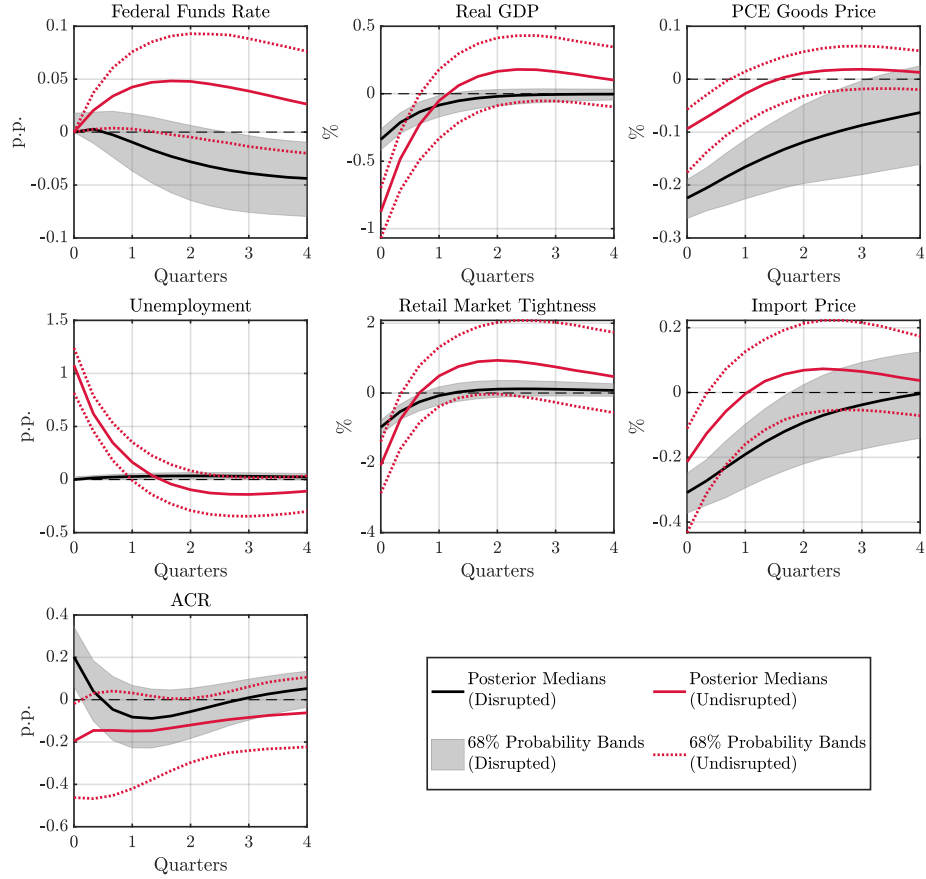 Federal Funds Rate
Real GDP
PCE Goods Price
0.1
0.05
0
-0.05
-0.1
p.p.
0 1 2 3 4
Quarters
0.5
0
-0.5
-1
%
0 1 2 3 4
Quarters
0.1
0
-0.1
-0.2
-0.3
%
0 1 2 3 4
Quarters
Unemployment
Retail Market Tightness
Import Price
1.5
1
0.5
0
-0.5
p.p.
0 1 2 3 4
Quarters
2
0
-2
-4
%
0 1 2 3 4
Quarters
0.2
0
-0.2
-0.4
%
0 1 2 3 4
Quarters
ACR
0.4
0.2
0
-0.2
-0.4
-0.6
p.p.
0 1 2 3 4
Quarters
Posterior Medians
(Disrupted)
Posterior Medians
(Undisrupted)
68% Probability Bands
(Disrupted)
68% Probability Bands
(Undisrupted)